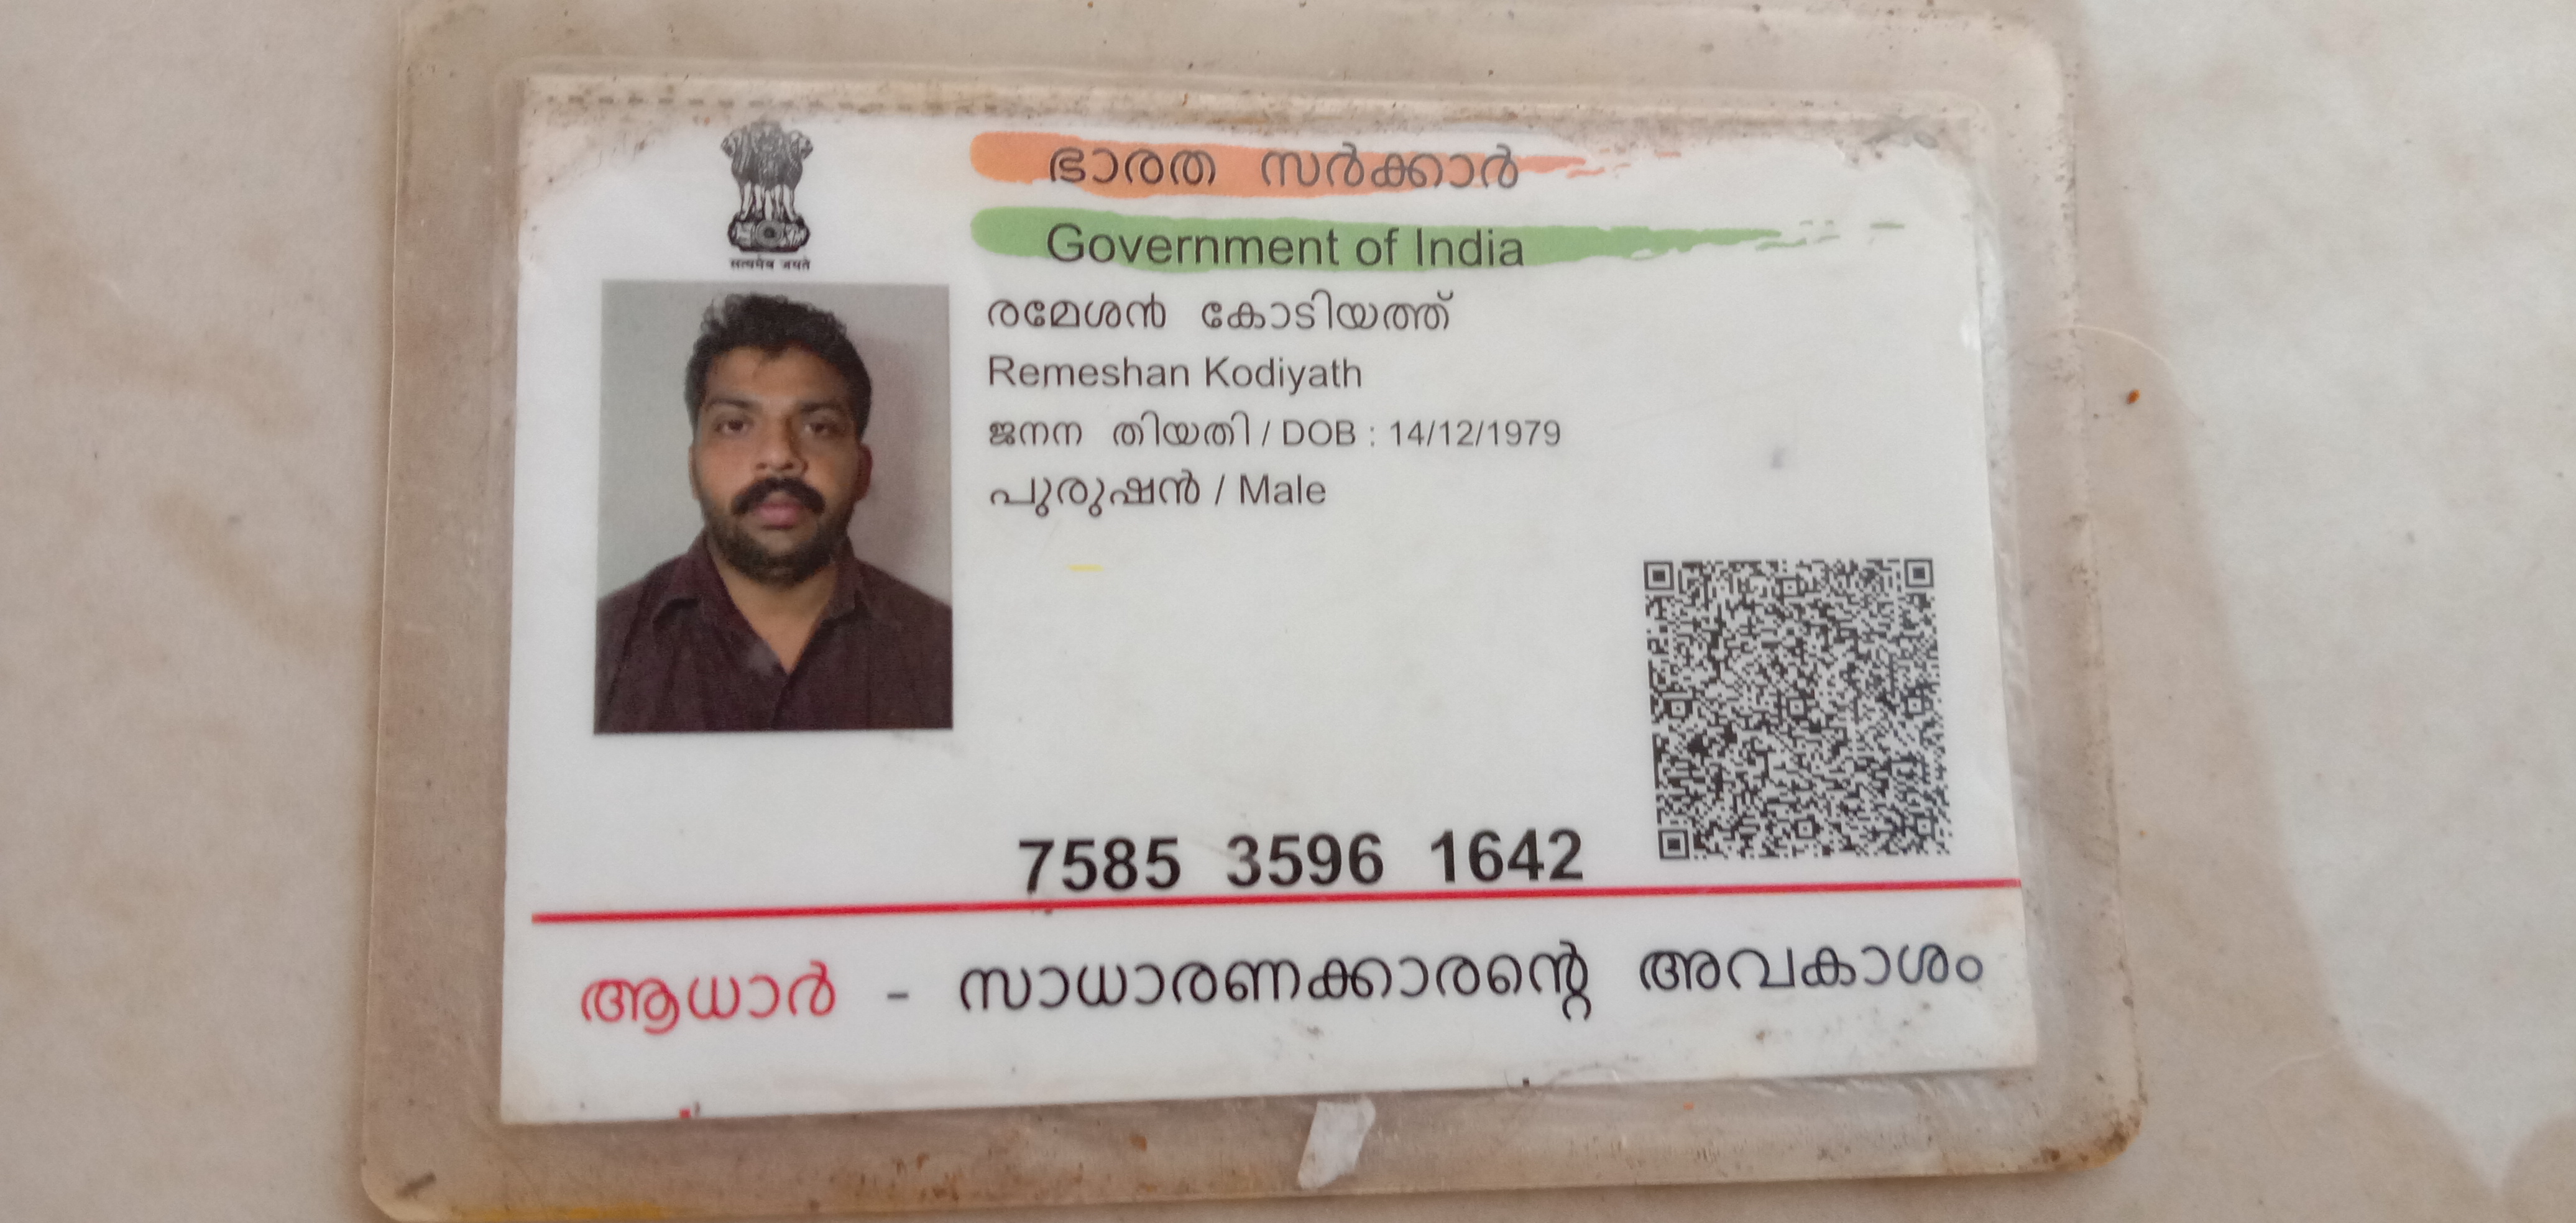 सत्यमेव जयते
ഭാരത സർക്കാർ
Government of India
രമേശൻ കോടിയത്ത്
Remeshan Kodiyath
ജനന തിയതി / DOB : 14/12/1979
പുരുഷൻ / Male
7585 3596 1642
ആധാർ - സാധാരണക്കാരന്റെ അവകാശം